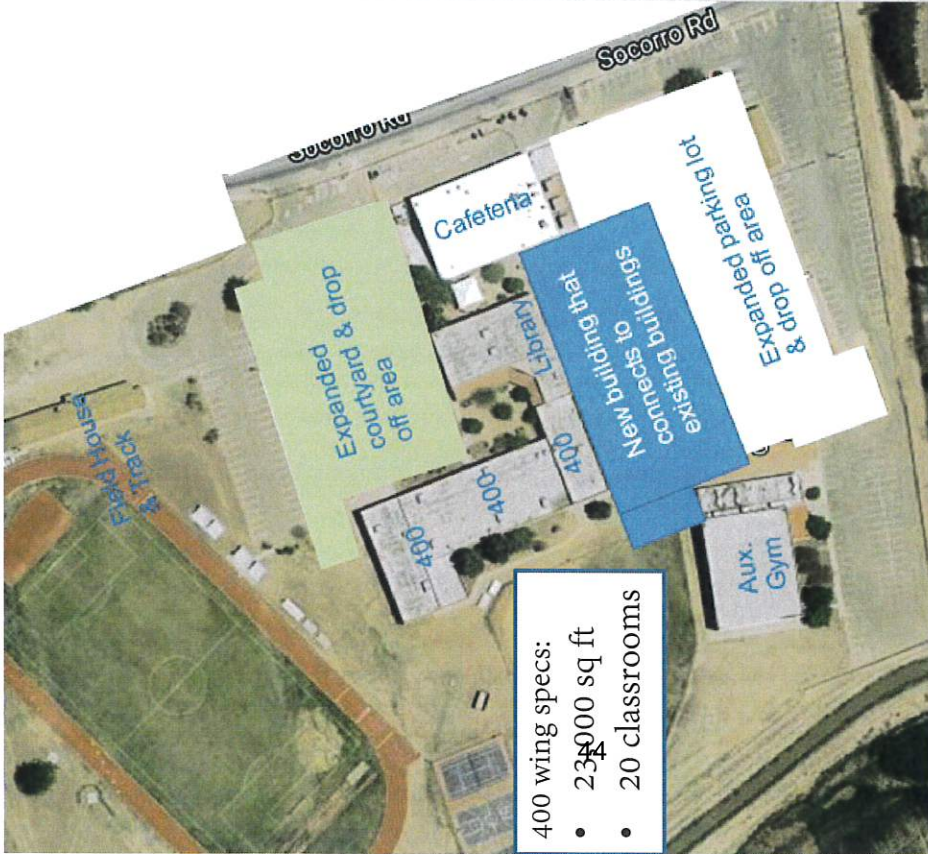 Socorro Rd
Socorro Rd
Field House
& Track
Expanded
courtyard & drop
off area
Cafeteria
Library
400
400
400
New building that
connects to
existing buildings
Expanded parking lot
& drop off area
Aux.
Gym
400 wing specs:
• 23,000 sq ft
• 20 classrooms
44